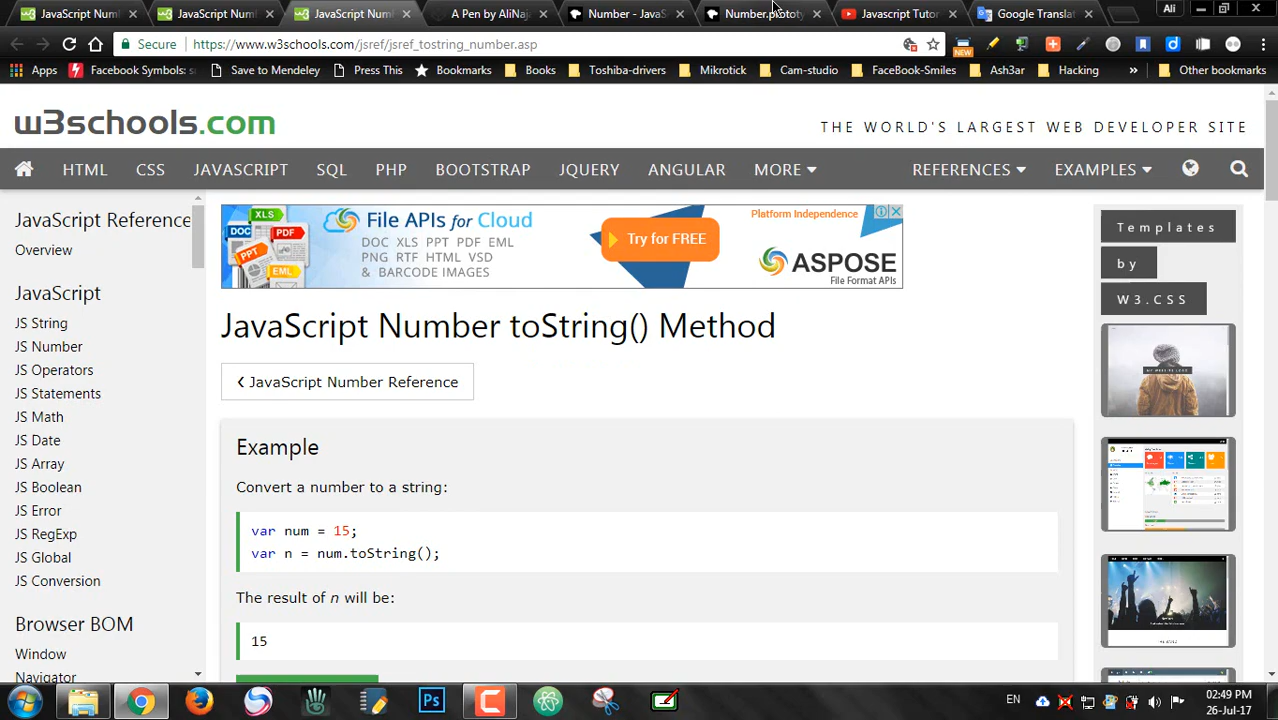 JavaScript Num
JavaScript Num
JavaScript Num
A Pen by AliNaj
Number - JavaS
Number.prototy
Javascript Tutor
Google Translat
Ali
Secure
https://www.w3schools.com/jsref/jsref_tostring_number.asp
NEW
Apps
Facebook Symbols: s
Save to Mendeley
Press This
Bookmarks
Books
Toshiba-drivers
Mikrotick
Cam-studio
FaceBook-Smiles
Ash3ar
Hacking
»
Other bookmarks
w3schools.com
THE WORLD'S LARGEST WEB DEVELOPER SITE
HTML
CSS
JAVASCRIPT
SQL
PHP
BOOTSTRAP
JQUERY
ANGULAR
MORE
REFERENCES
EXAMPLES
JavaScript Reference
Overview
JavaScript
JS String
JS Number
JS Operators
JS Statements
JS Math
JS Date
JS Array
JS Boolean
JS Error
JS RegExp
JS Global
JS Conversion
Browser BOM
Window
Navigator
XLS
DOC
PDF
PPT
EML
File APIs for Cloud
DOC XLS PPT PDF EML
PNG RTF HTML VSD
& BARCODE IMAGES
Try for FREE
Platform Independence
ASPOSE
File Format APIs
JavaScript Number toString() Method
❮ JavaScript Number Reference
Example
Convert a number to a string:
var num = 15;
var n = num.toString();
The result of n will be:
15
Templates
by
W3.CSS
Ps
EN
02:49 PM
26-Jul-17